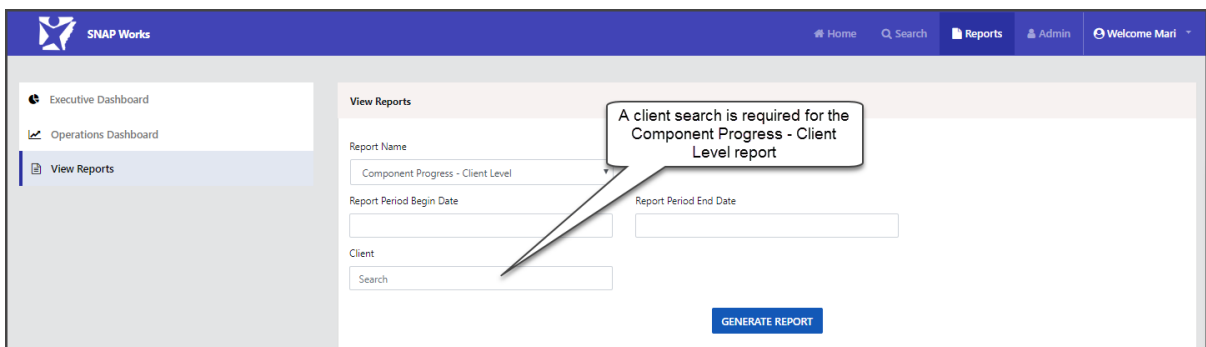 SNAP Works
Home
Search
Reports
Admin
Welcome Mari
Executive Dashboard
Operations Dashboard
View Reports
View Reports
A client search is required for the
Component Progress - Client
Level report
Report Name
Component Progress - Client Level
Report Period Begin Date
Report Period End Date
Client
Search
GENERATE REPORT